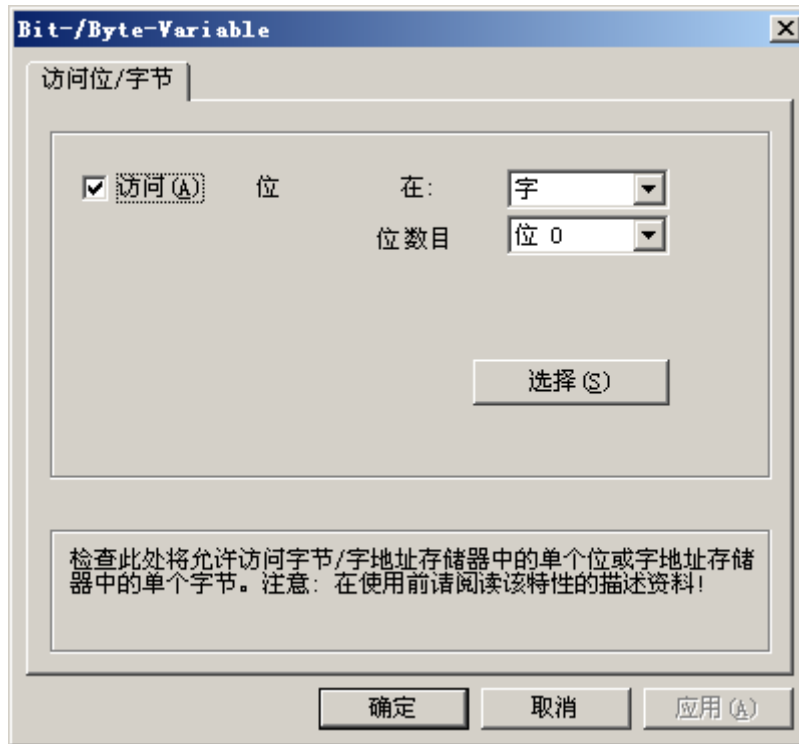 Bit-/Byte-Variable
访问位/字节
访问(A) 位 在: 字
位数目 位 0
选择(S)
检查此处将允许访问字节/字地址存储器中的单个位或字地址存储
器中的单个字节。注意: 在使用前请阅读该特性的描述资料!
确定 取消 应用(A)